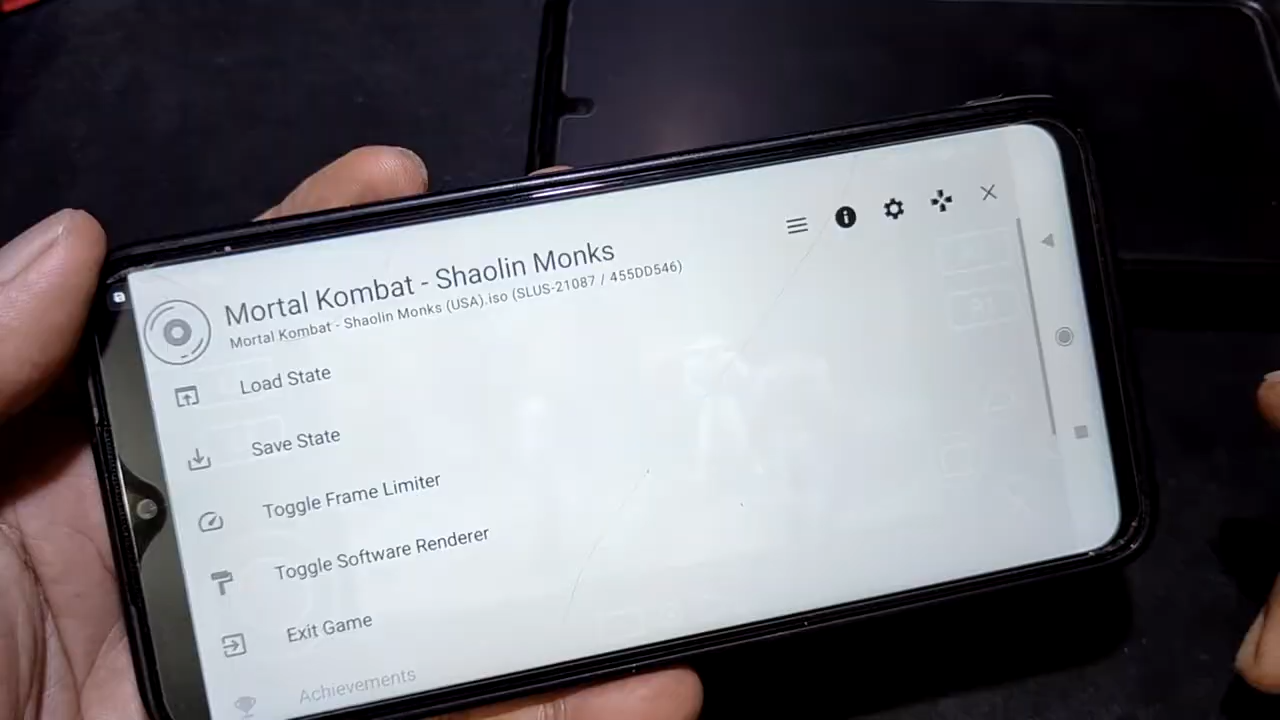 Mortal Kombat - Shaolin Monks
Mortal Kombat - Shaolin Monks (USA).iso (SLUS-21087 / 455DD546)
Load State
Save State
Toggle Frame Limiter
Toggle Software Renderer
Exit Game
Achievements
R1